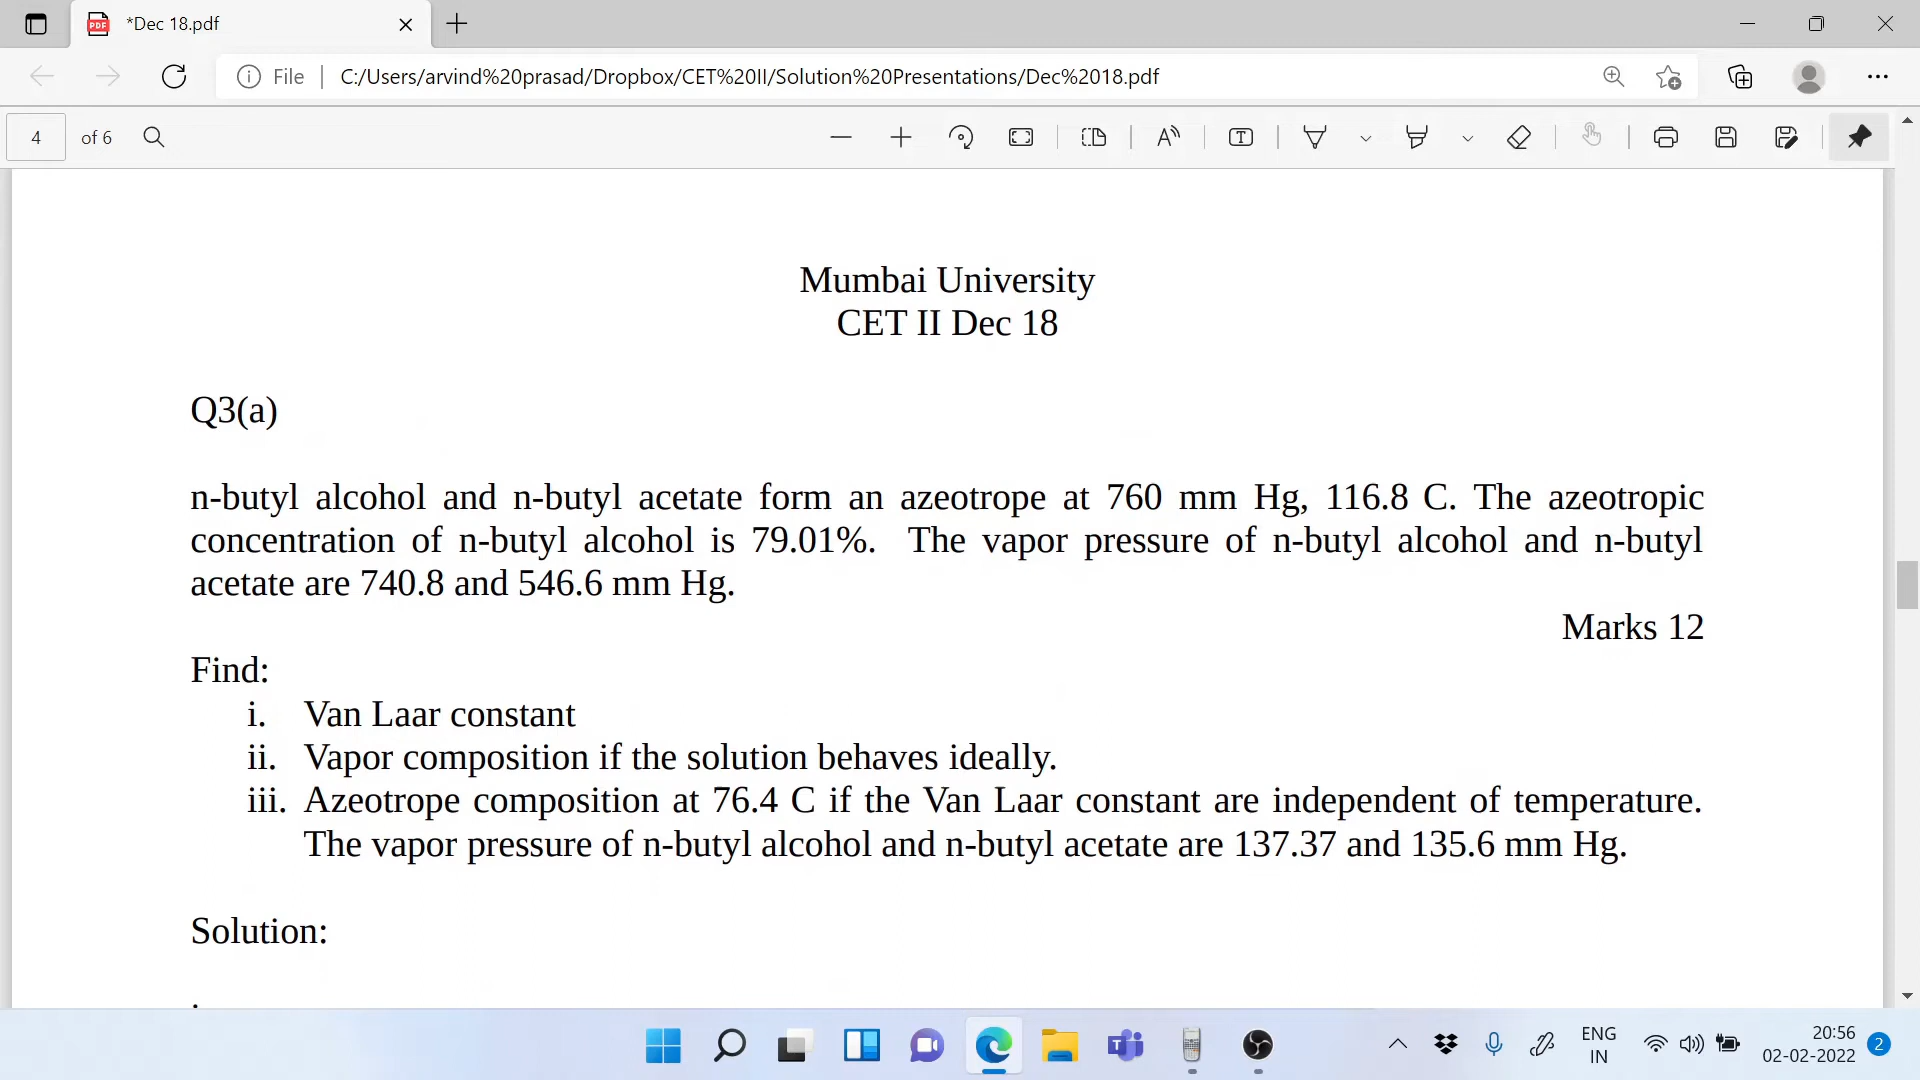 *Dec 18.pdf
File
C:/Users/arvind%20prasad/Dropbox/CET%20II/Solution%20Presentations/Dec%2018.pdf
4 of 6
Mumbai University
CET II Dec 18
Q3(a)
n-butyl alcohol and n-butyl acetate form an azeotrope at 760 mm Hg, 116.8 C. The azeotropic
concentration of n-butyl alcohol is 79.01%. The vapor pressure of n-butyl alcohol and n-butyl
acetate are 740.8 and 546.6 mm Hg.
Marks 12
Find:
i. Van Laar constant
ii. Vapor composition if the solution behaves ideally.
iii. Azeotrope composition at 76.4 C if the Van Laar constant are independent of temperature.
The vapor pressure of n-butyl alcohol and n-butyl acetate are 137.37 and 135.6 mm Hg.
Solution:
ENG
IN
20:56
02-02-2022
2